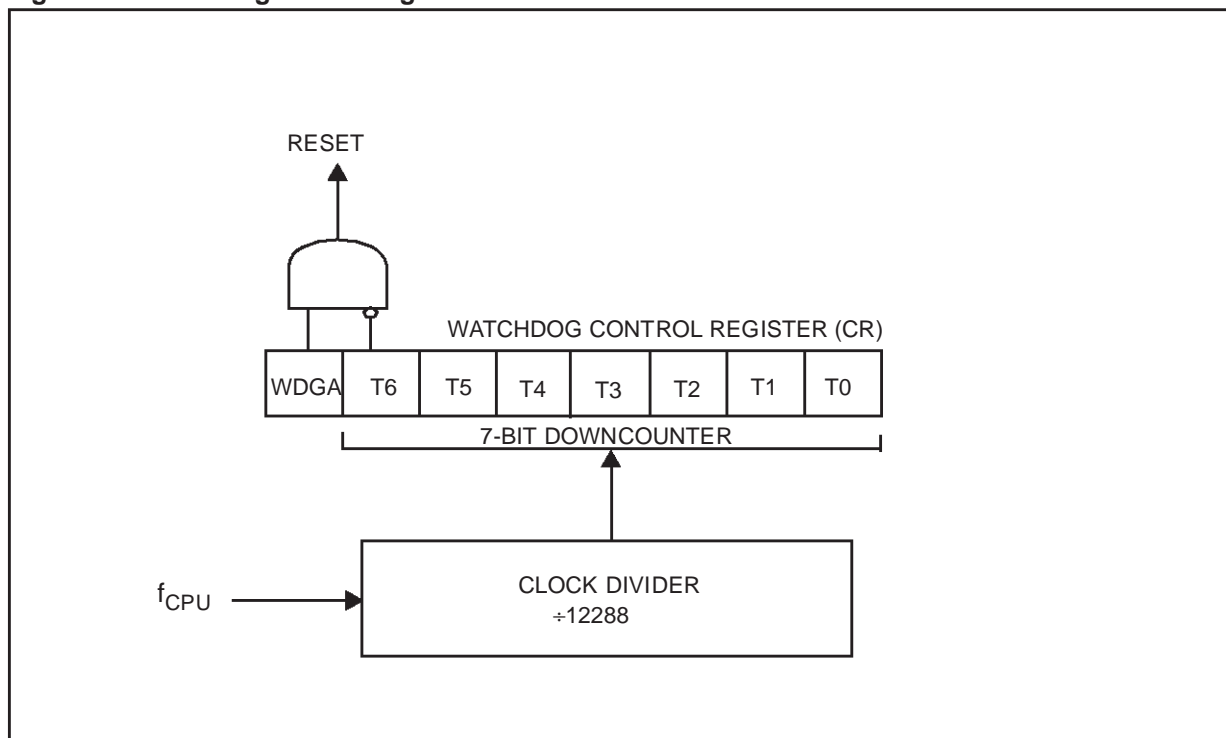 RESET
WATCHDOG CONTROL REGISTER (CR)
WDGA T6 T5 T4 T3 T2 T1 T0
7-BIT DOWNCOUNTER
fCPU
CLOCK DIVIDER
÷12288